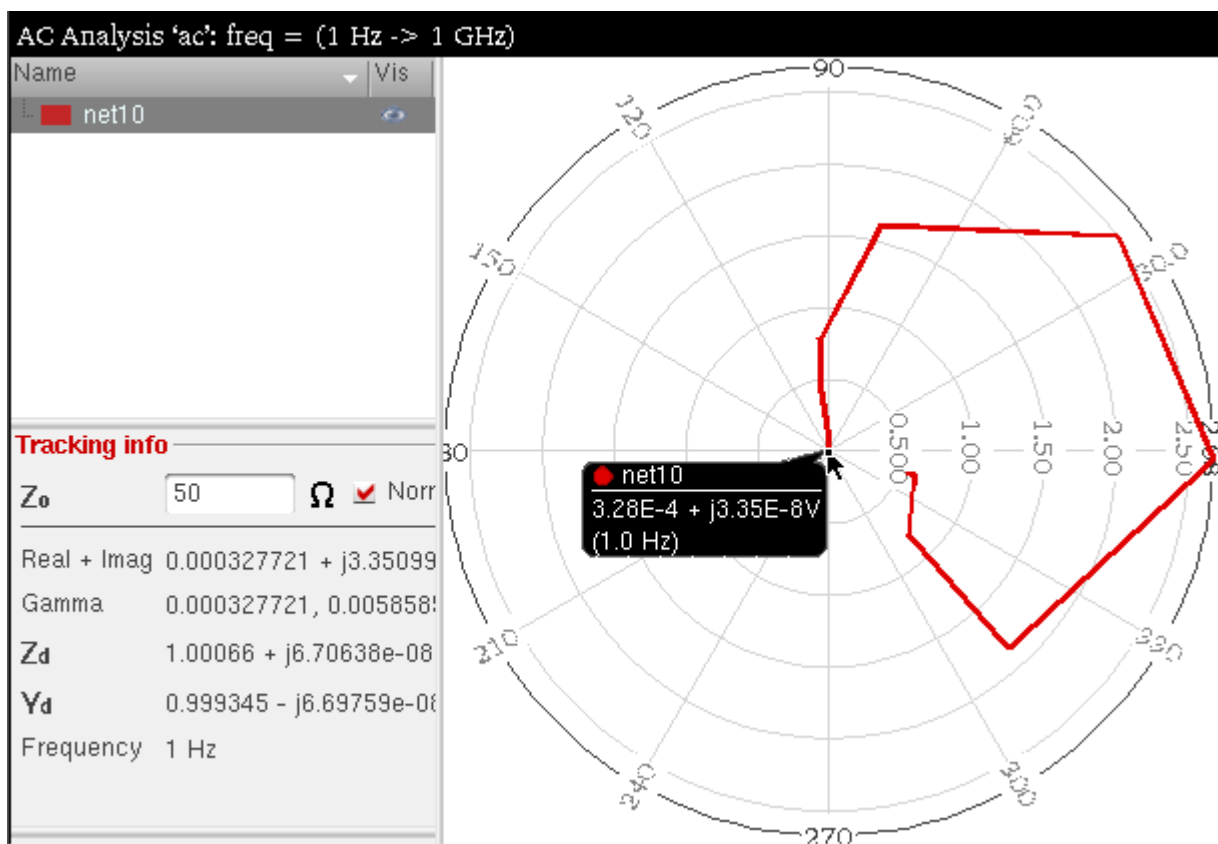 AC Analysis ‘ac’: freq = (1 Hz -> 1 GHz)
Name Vis
net10
Tracking info
Zo 50 Ω Norr
Real + Imag 0.000327721 + j3.35099
Gamma 0.000327721, 0.005858
Zd 1.00066 + j6.70638e-08
Yd 0.999345 - j6.69759e-08
Frequency 1 Hz
90
120
150
30.0
0.500
1.00
1.50
2.00
2.50
net10
3.28E-4 + j3.35E-8V
(1.0 Hz)
210
330
240
300
270